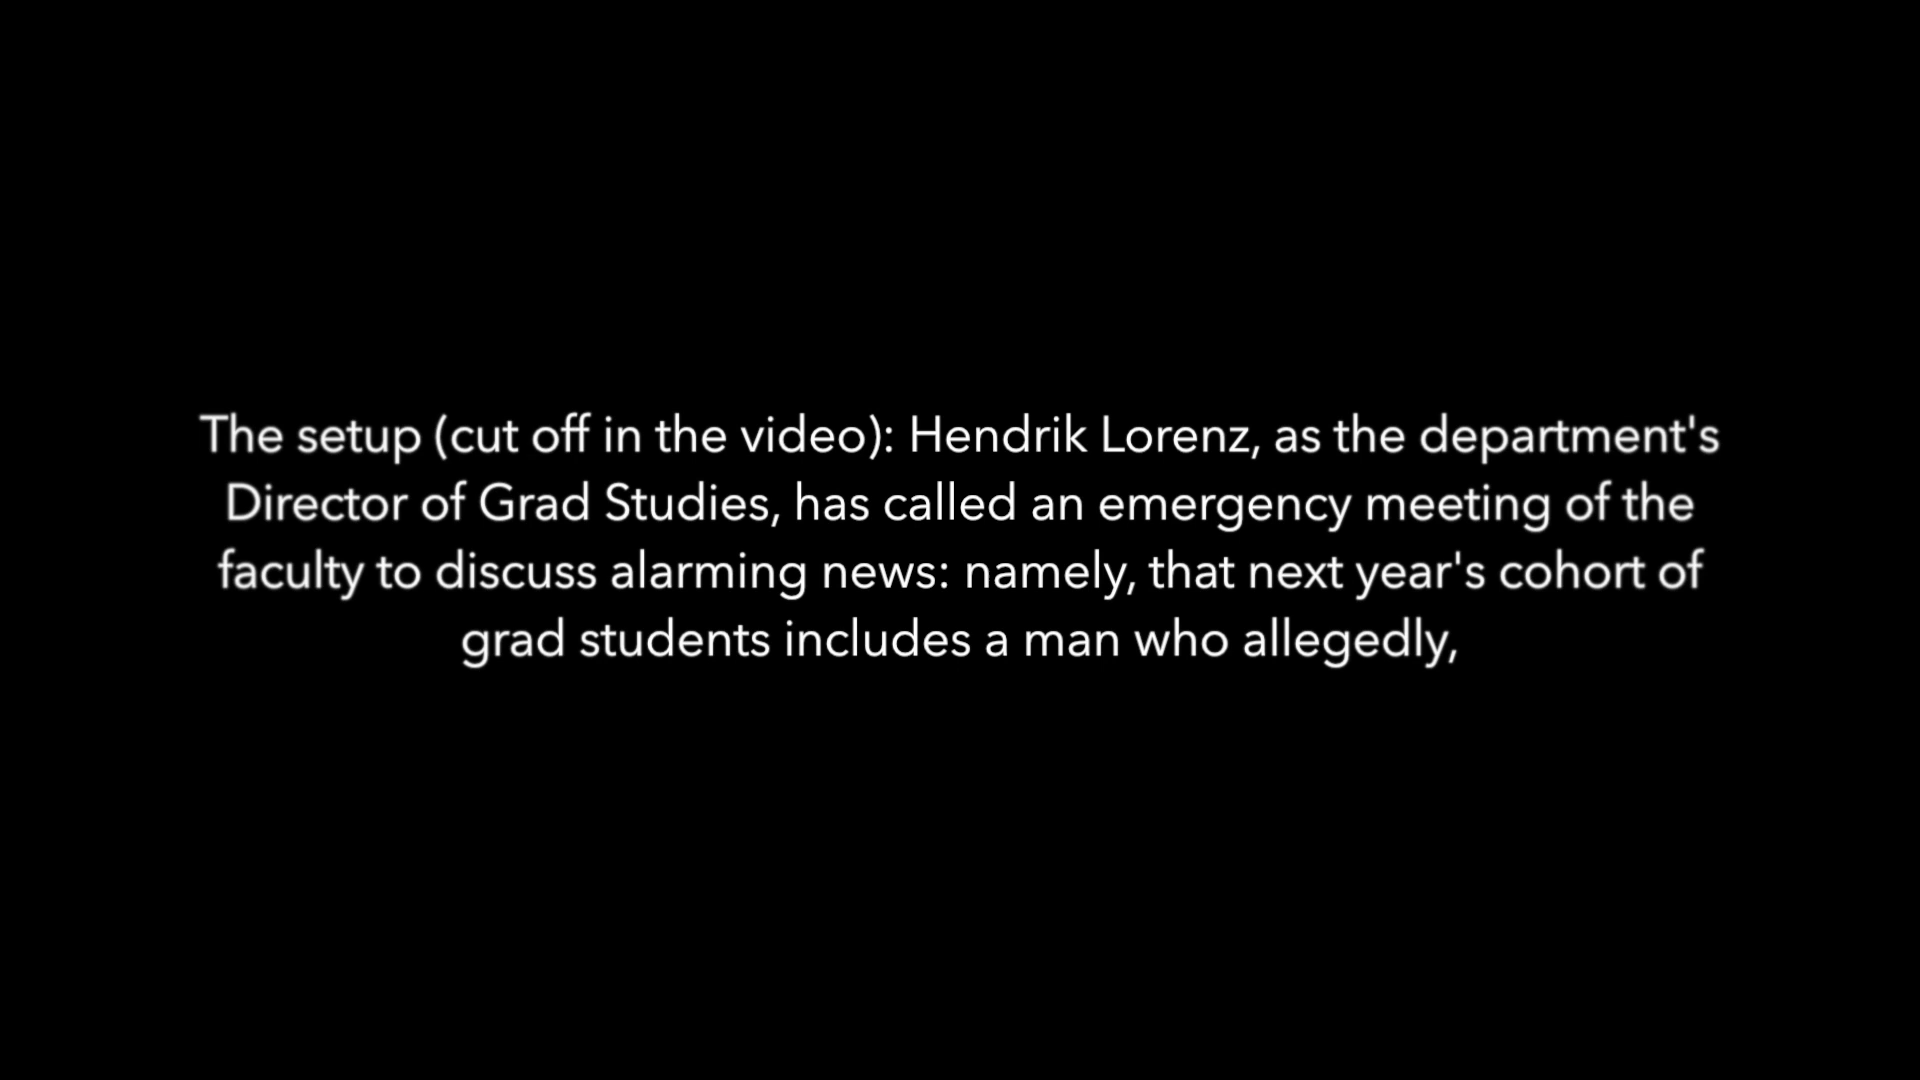 The setup (cut off in the video): Hendrik Lorenz, as the department's
Director of Grad Studies, has called an emergency meeting of the
faculty to discuss alarming news: namely, that next year's cohort of
grad students includes a man who allegedly,